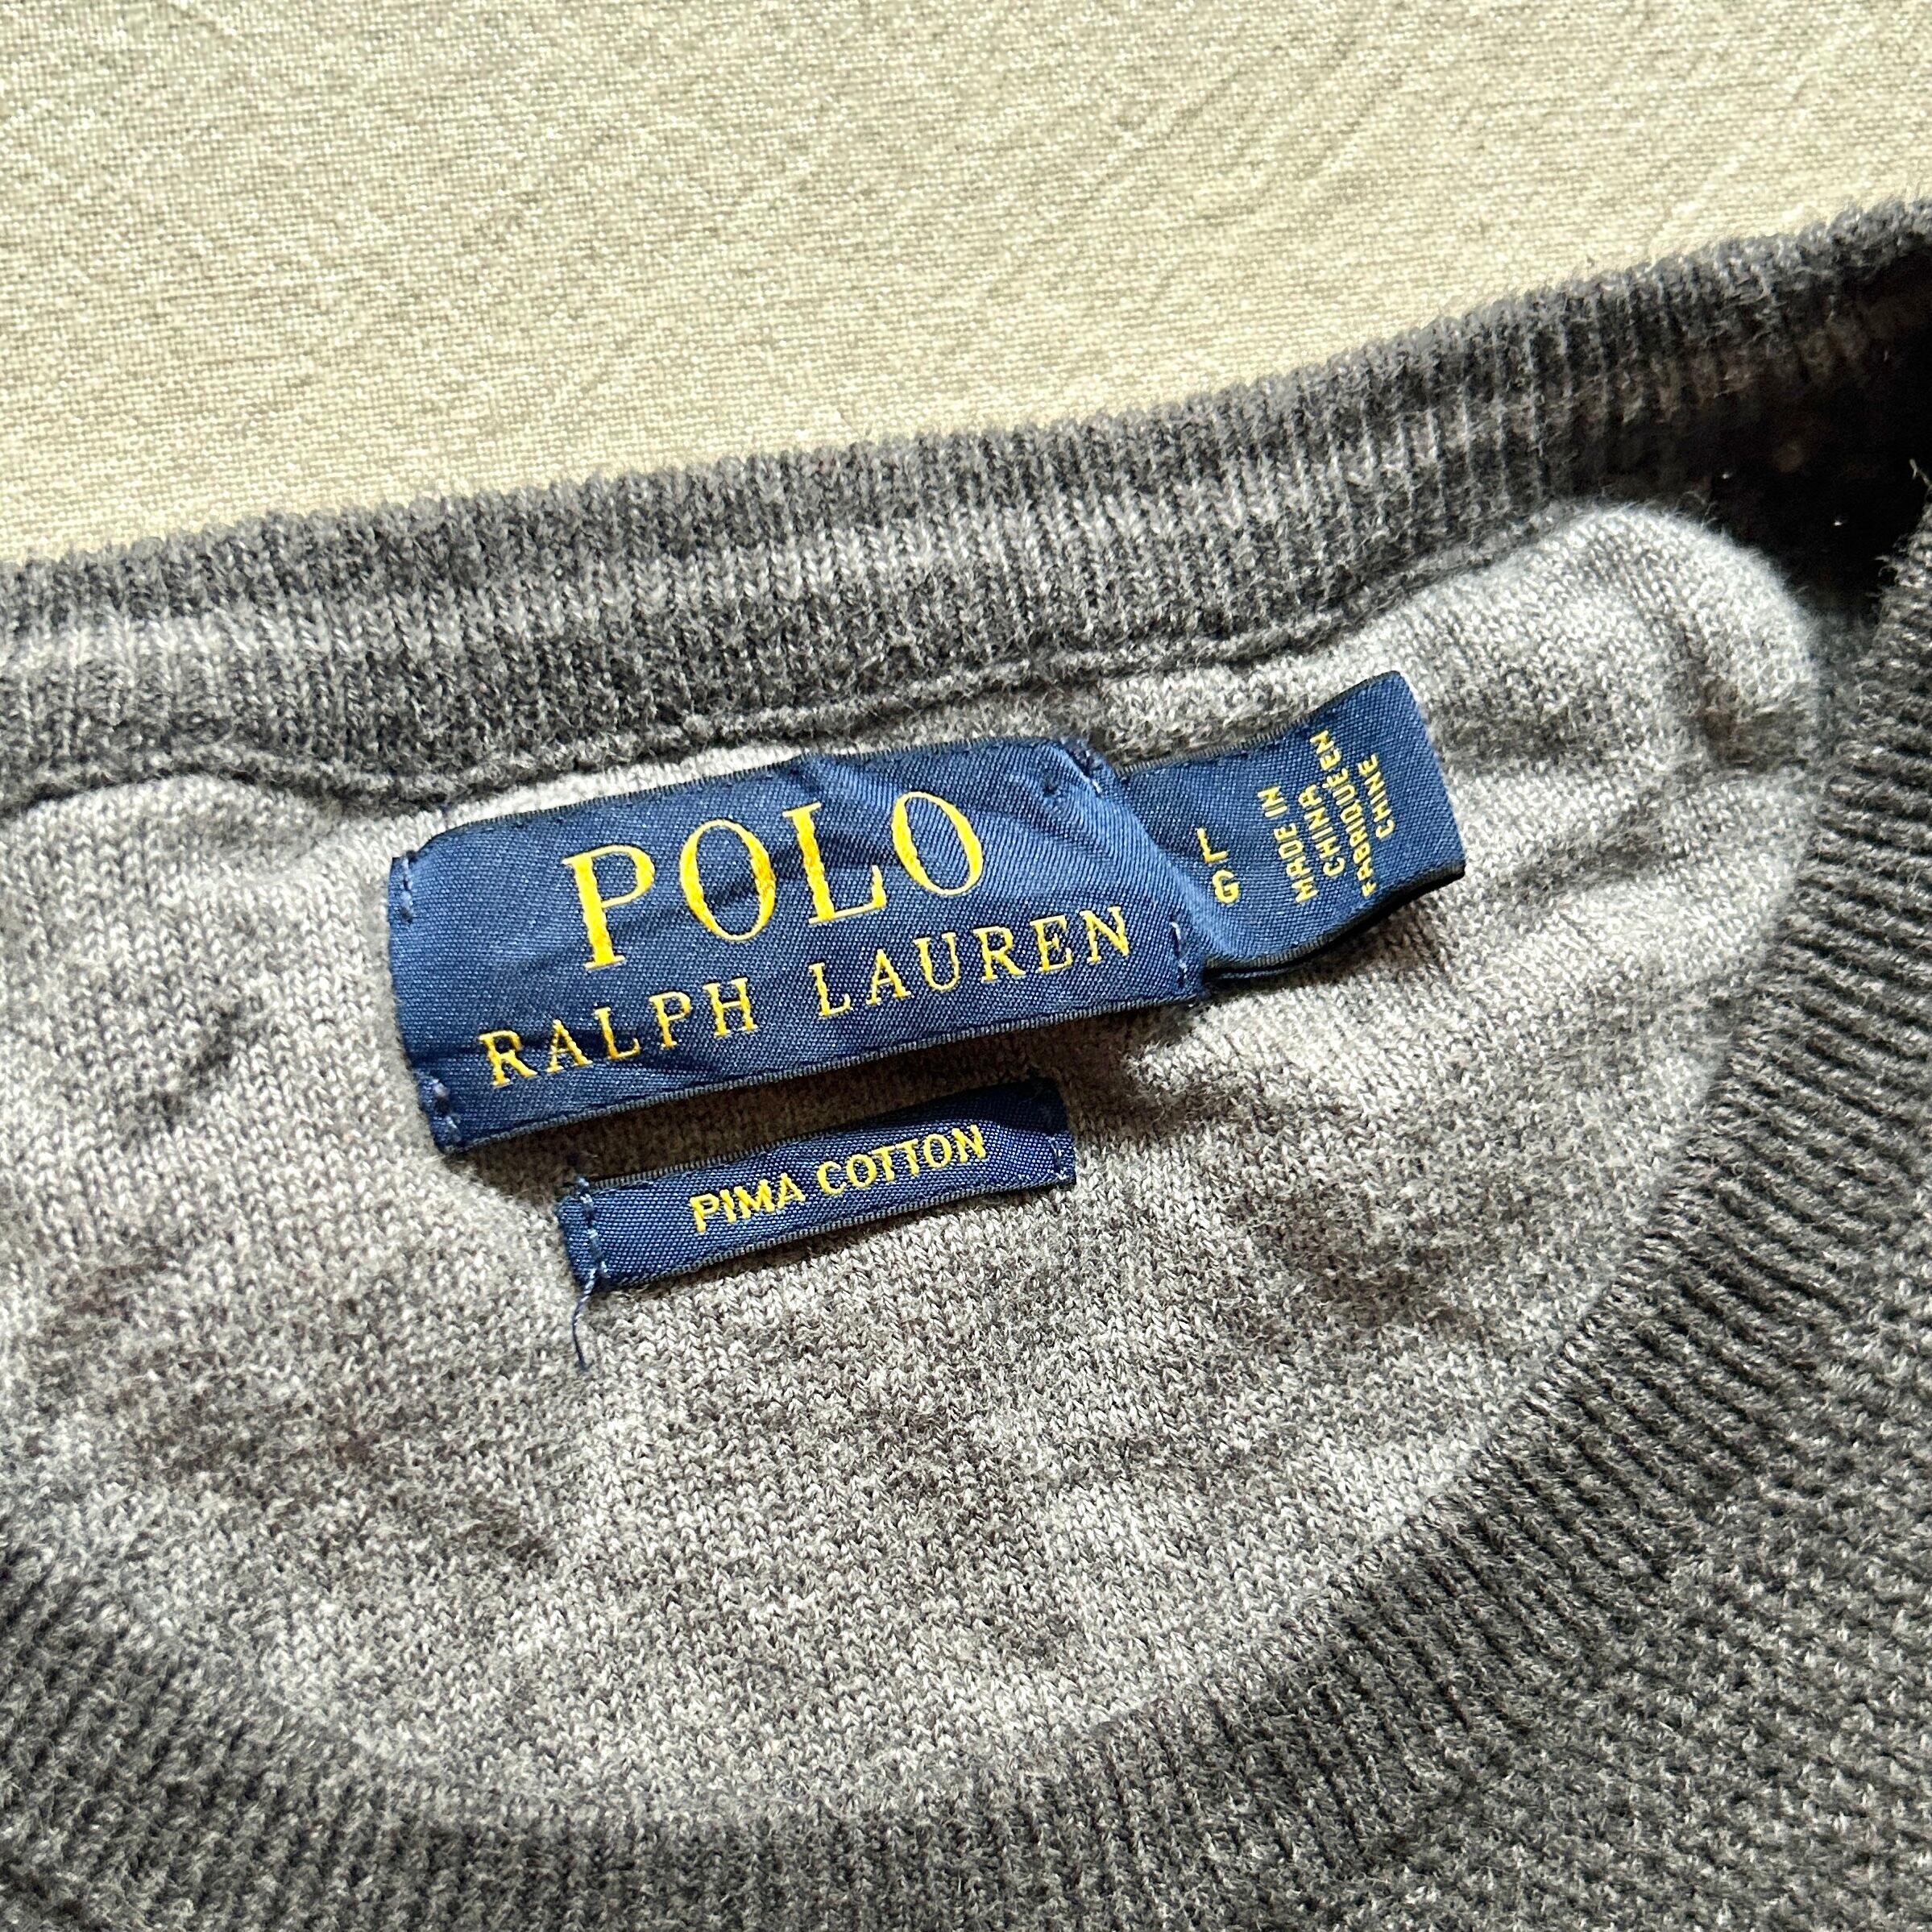 POLO
RALPH LAUREN
PIMA COTTON
L
G
MADE IN
CHINA
FABRIQUÉ EN
CHINE